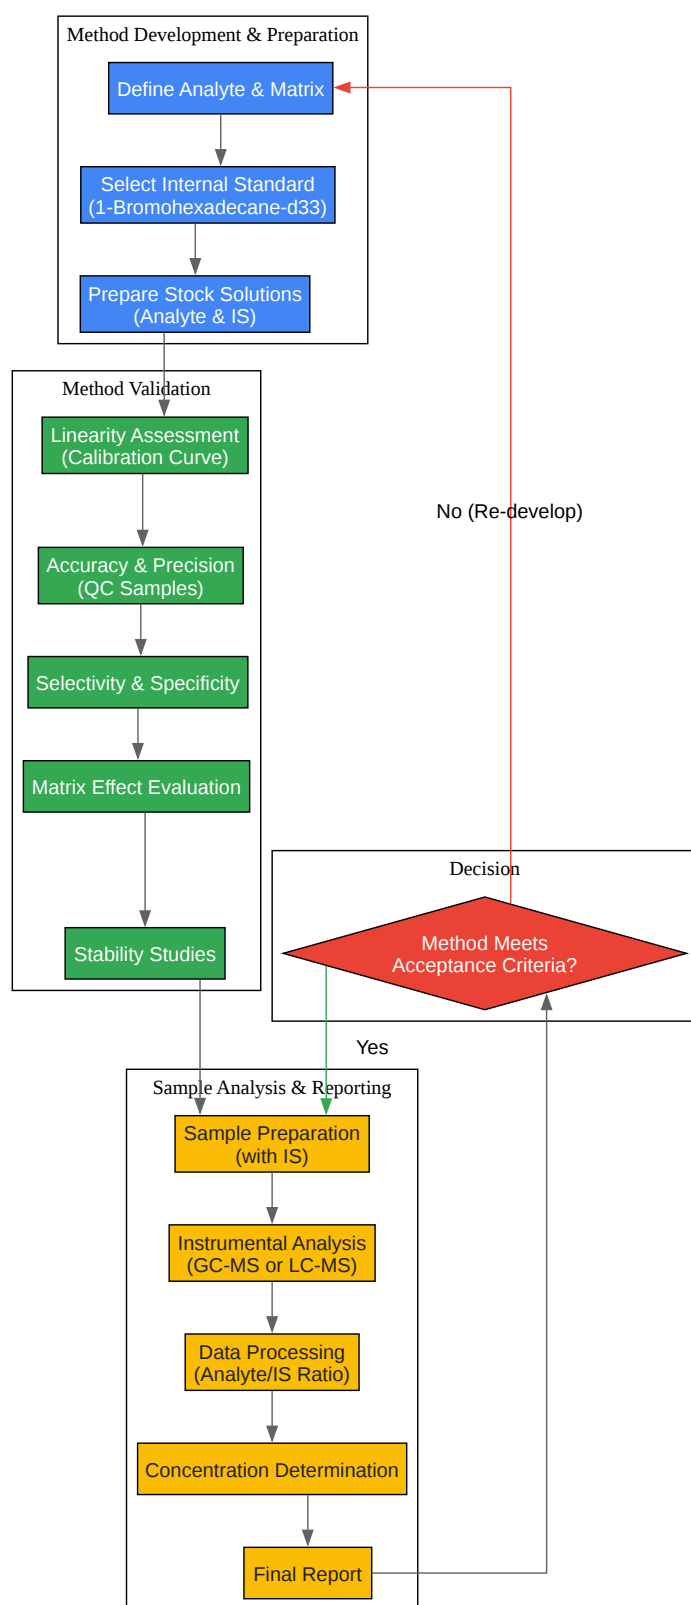 Method Development & Preparation
Define Analyte & Matrix
Select Internal Standard
(1-Bromohexadecane-d33)
Prepare Stock Solutions
(Analyte & IS)
Method Validation
Linearity Assessment
(Calibration Curve)
No (Re-develop)
Accuracy & Precision
(QC Samples)
Selectivity & Specificity
Matrix Effect Evaluation
Decision
Method Meets
Acceptance Criteria?
Stability Studies
Yes
Sample Analysis & Reporting
Sample Preparation
(with IS)
Instrumental Analysis
(GC-MS or LC-MS)
Data Processing
(Analyte/IS Ratio)
Concentration Determination
Final Report